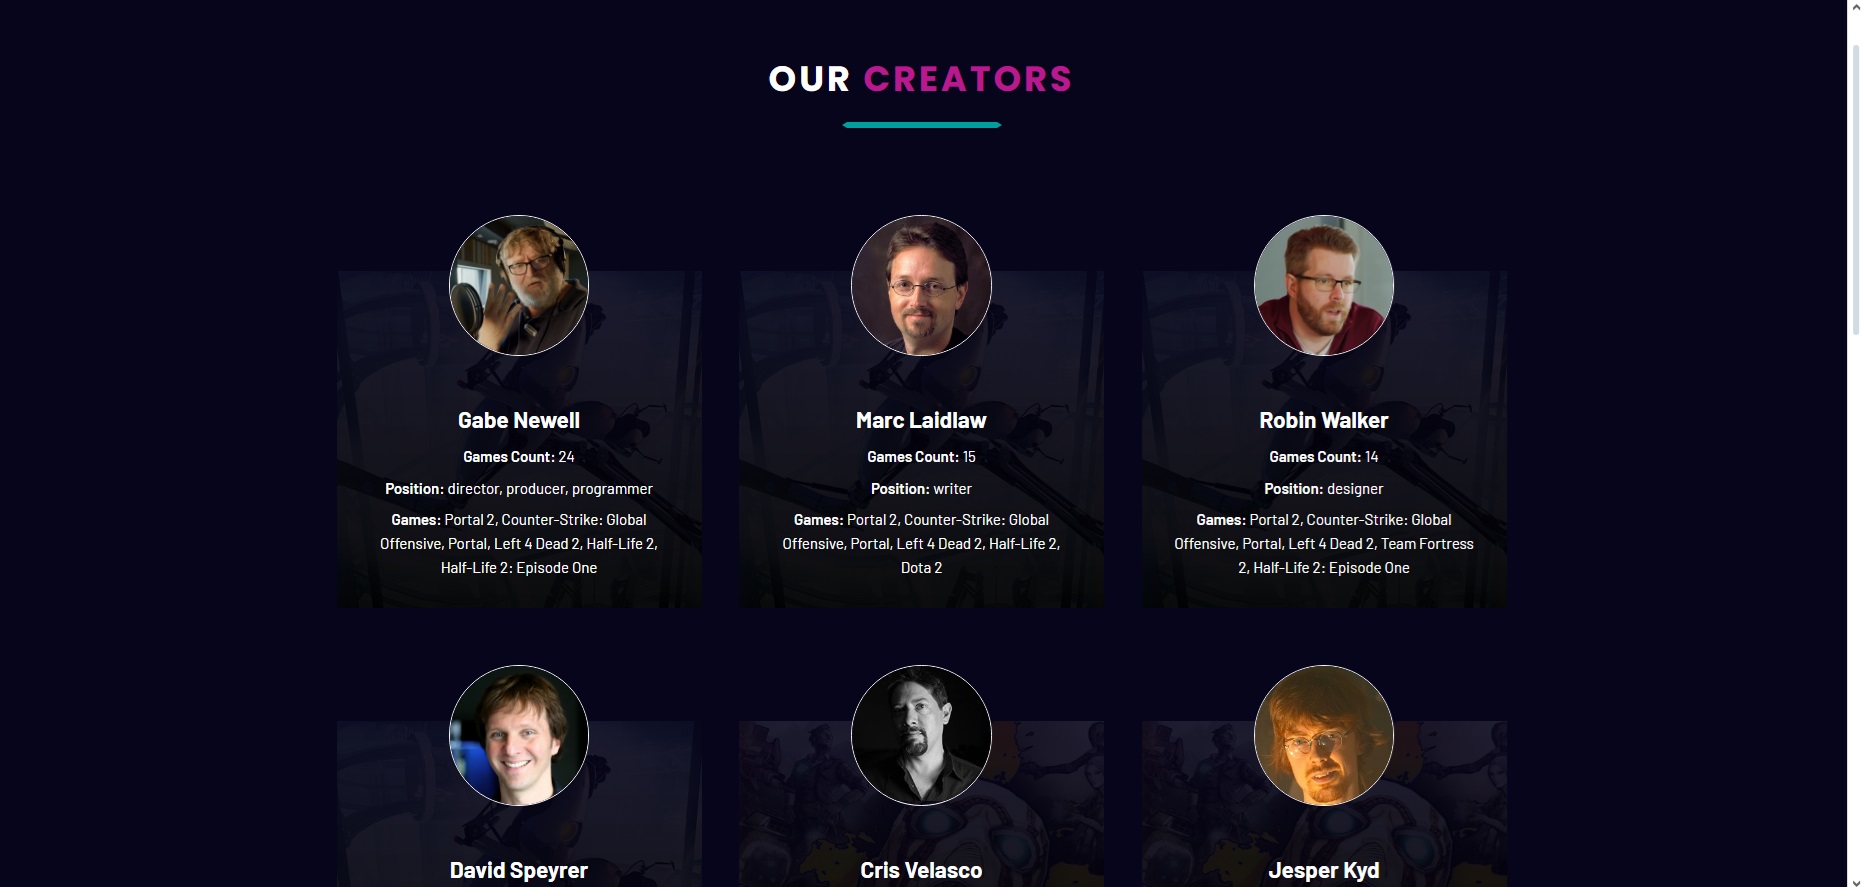 OUR CREATORS
Gabe Newell
Games Count: 24
Position: director, producer, programmer
Games: Portal 2, Counter-Strike: Global
Offensive, Portal, Left 4 Dead 2, Half-Life 2,
Half-Life 2: Episode One
Marc Laidlaw
Games Count: 15
Position: writer
Games: Portal 2, Counter-Strike: Global
Offensive, Portal, Left 4 Dead 2, Half-Life 2,
Dota 2
Robin Walker
Games Count: 14
Position: designer
Games: Portal 2, Counter-Strike: Global
Offensive, Portal, Left 4 Dead 2, Team Fortress
2, Half-Life 2: Episode One
David Speyrer
Cris Velasco
Jesper Kyd